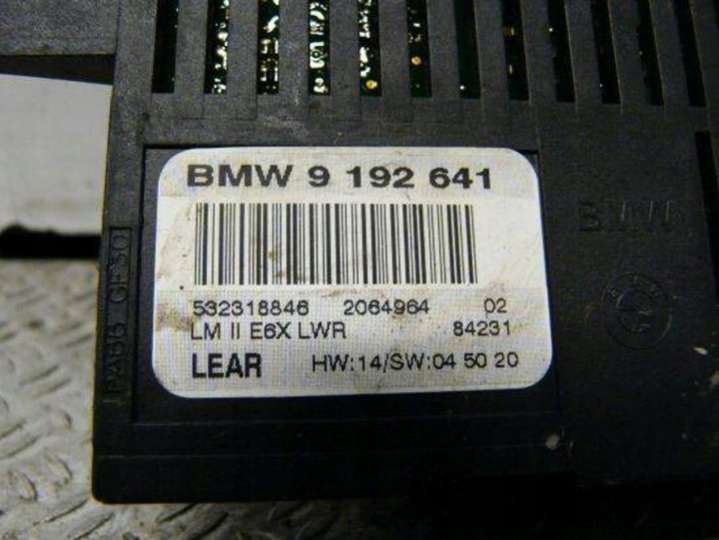 BMW 9 192 641
532318846 2064964 02
LM II E6X LWR 84231
LEAR HW:14/SW:04 50 20
BMW